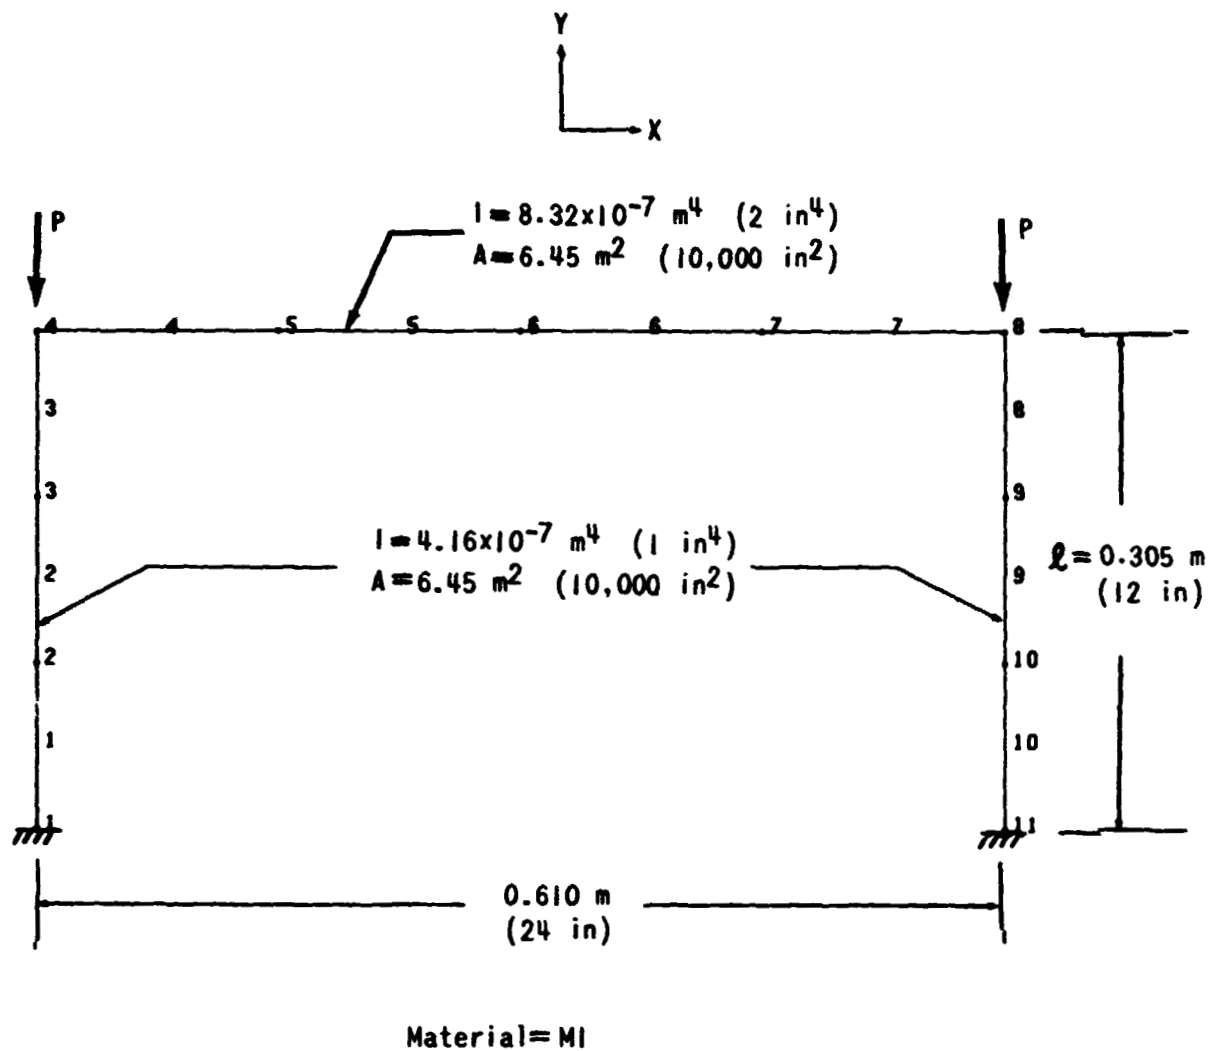 Y
X
P
I=8.32x10⁻⁷ m⁴ (2 in⁴)
A=6.45 m² (10,000 in²)
P
4 4 5 5 6 6 7 7 8
3 8
3 9
I=4.16x10⁻⁷ m⁴ (1 in⁴)
A=6.45 m² (10,000 in²)
2 9
ℓ=0.305 m
(12 in)
2 10
1 10
1 11
0.610 m
(24 in)
Material=M1